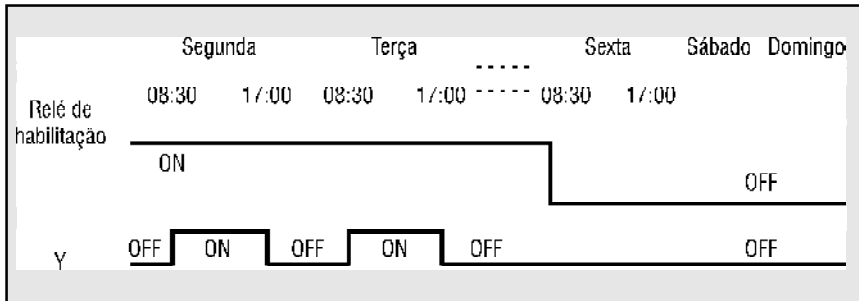 Segunda Terça ----- Sexta Sábado Domingo
08:30 17:00 08:30 17:00 ----- 08:30 17:00
Relé de
habilitação
ON
OFF
Y OFF ON OFF ON OFF OFF